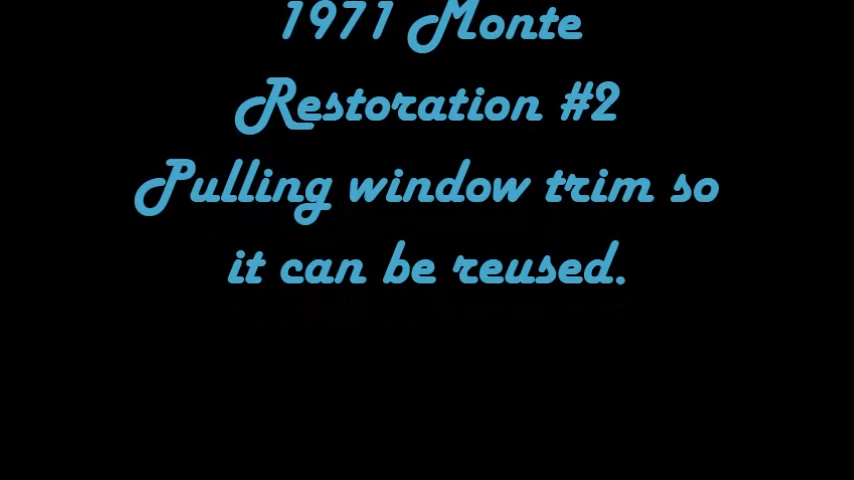 1971 Monte
Restoration #2
Pulling window trim so
it can be reused.